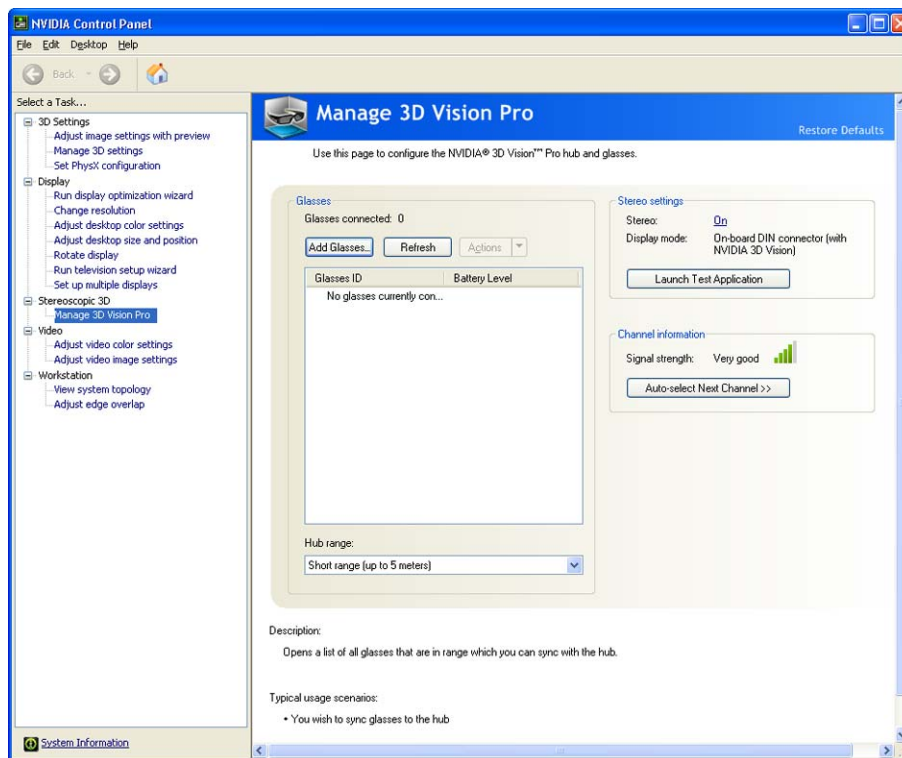 NVIDIA Control Panel
File Edit Desktop Help
Back
Select a Task...
3D Settings
Adjust image settings with preview
Manage 3D settings
Set PhysX configuration
Display
Run display optimization wizard
Change resolution
Adjust desktop color settings
Adjust desktop size and position
Rotate display
Run television setup wizard
Set up multiple displays
Stereoscopic 3D
Manage 3D Vision Pro
Video
Adjust video color settings
Adjust video image settings
Workstation
View system topology
Adjust edge overlap
System Information
Manage 3D Vision Pro
Restore Defaults
Use this page to configure the NVIDIA® 3D Vision™ Pro hub and glasses.
Glasses
Glasses connected: 0
Add Glasses... Refresh Actions
Glasses ID Battery Level
No glasses currently con...
Hub range:
Short range (up to 5 meters)
Stereo settings
Stereo: On
Display mode: On-board DIN connector (with
NVIDIA 3D Vision)
Launch Test Application
Channel information
Signal strength: Very good
Auto-select Next Channel >>
Description:
Opens a list of all glasses that are in range which you can sync with the hub.
Typical usage scenarios:
• You wish to sync glasses to the hub